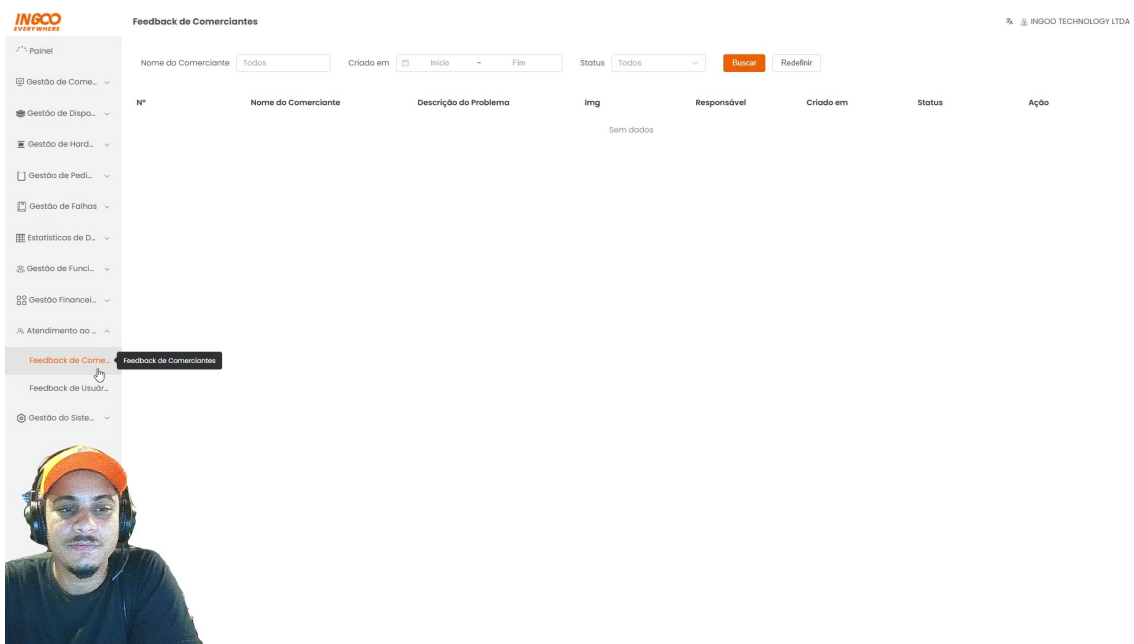 INGOO
EVERYWHERE
Feedback de Comerciantes
INGOO TECHNOLOGY LTDA
Painel
Gestão de Come...
Gestão de Dispo...
Gestão de Hard...
Gestão de Pedi...
Gestão de Falhas
Estatísticas de D...
Gestão de Funci...
Gestão Financei...
Atendimento ao ...
Feedback de Come...
Feedback de Comerciantes
Feedback de Usuár...
Gestão do Siste...
Nome do Comerciante Todos Criado em Início - Fim Status Todos Buscar Redefinir
Nº Nome do Comerciante Descrição do Problema Img Responsável Criado em Status Ação
Sem dados